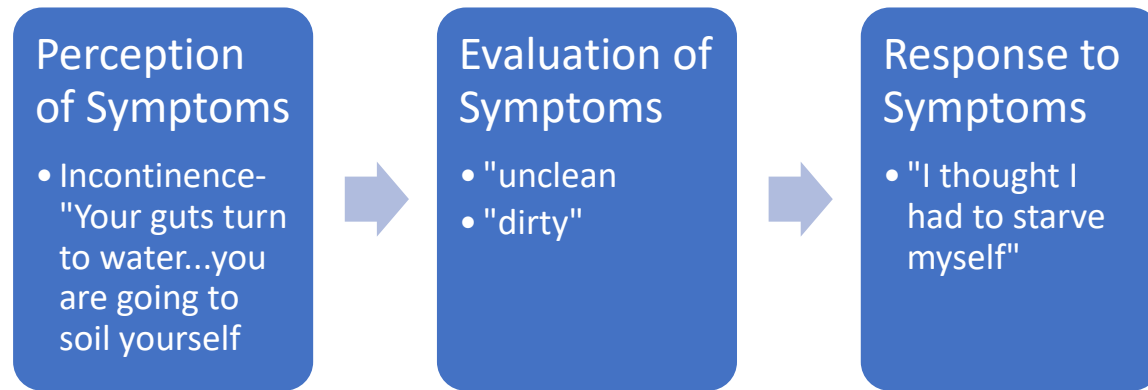 Perception
of Symptoms
• Incontinence-
"Your guts turn
to water...you
are going to
soil yourself
Evaluation of
Symptoms
• "unclean
• "dirty"
Response to
Symptoms
• "I thought I
had to starve
myself"